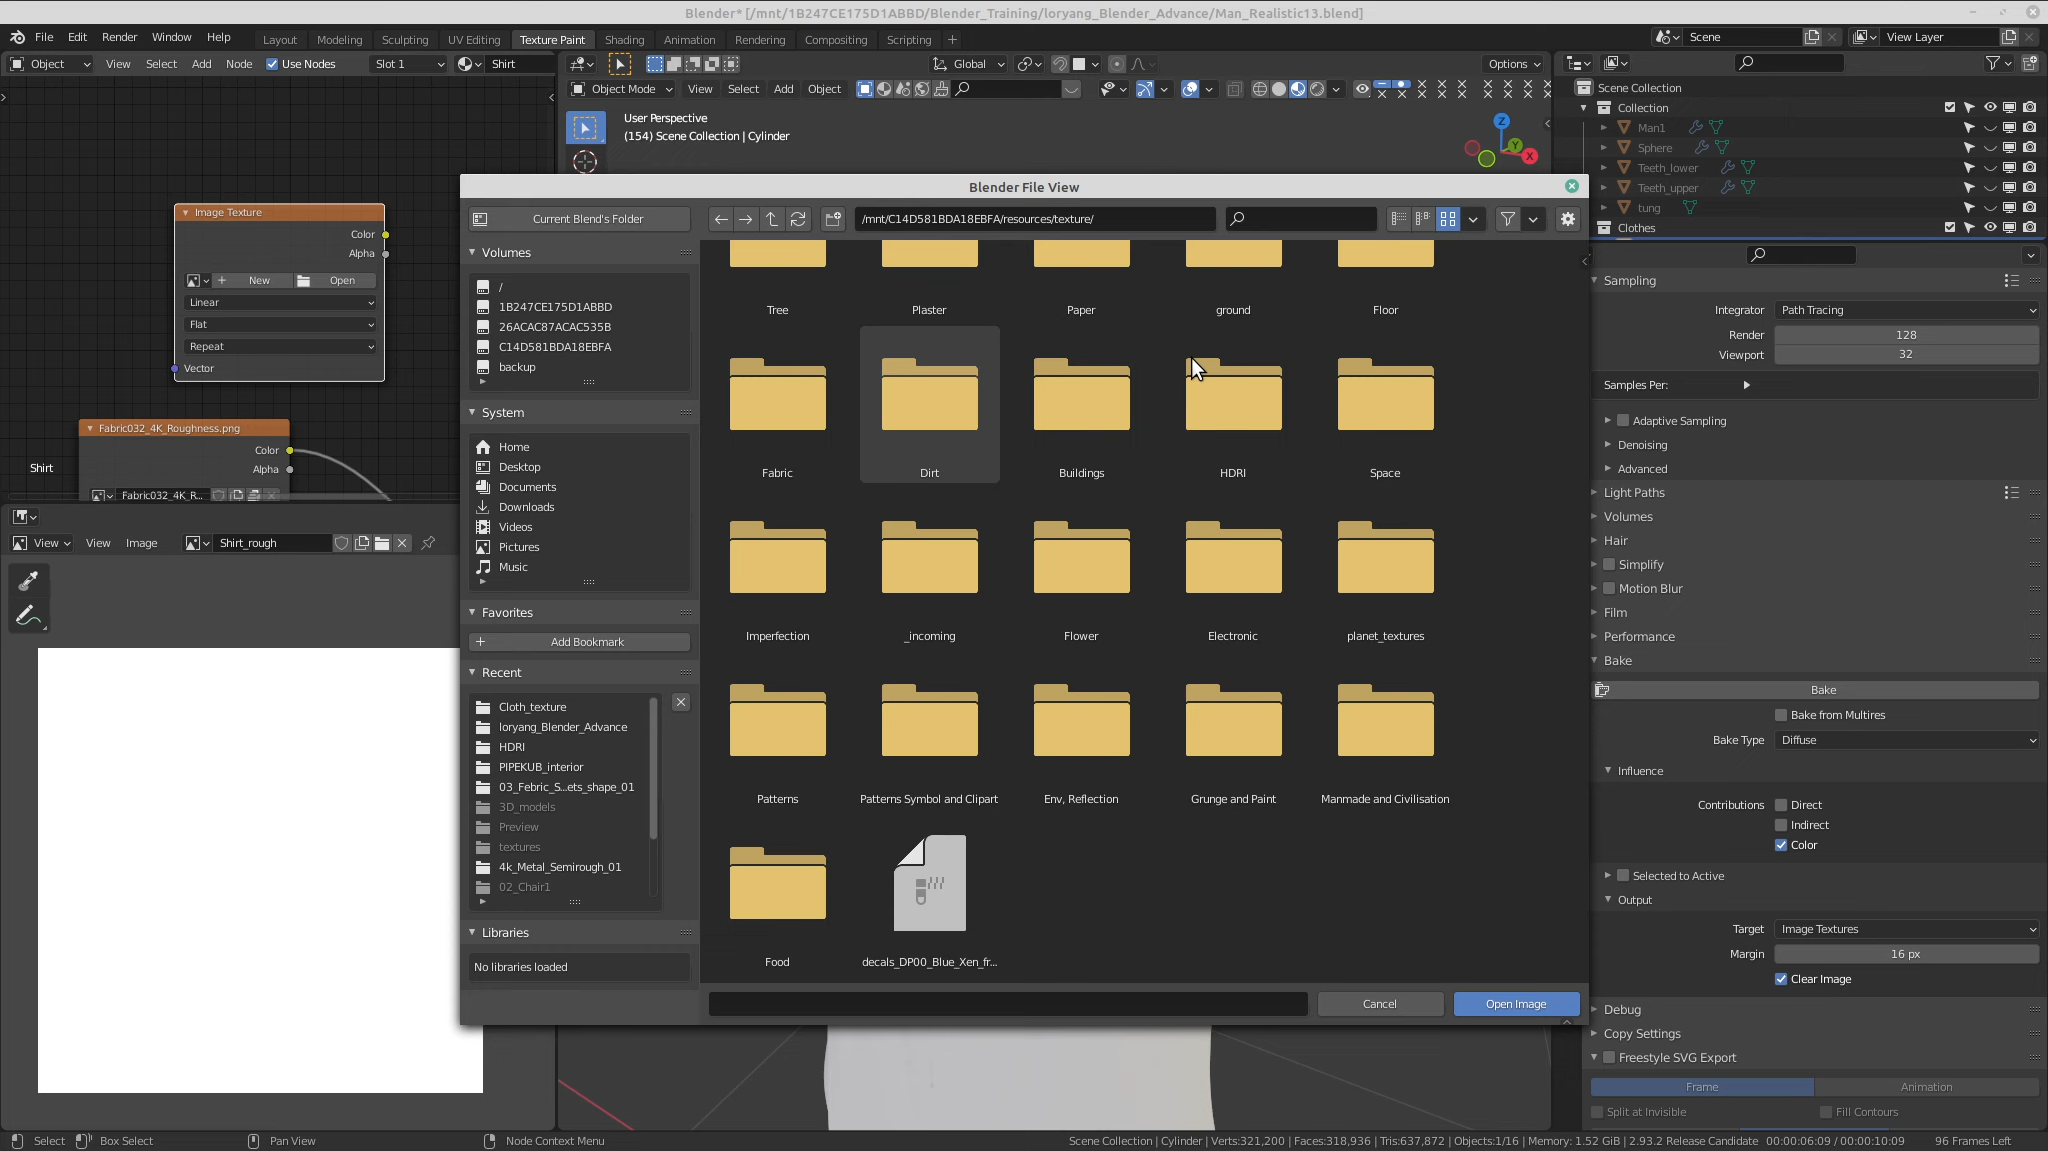 Blender* [/mnt/1B247CE175D1ABBD/Blender_Training/loryang_Blender_Advance/Man_Realistic13.blend]
File Edit Render Window Help Layout Modeling Sculpting UV Editing Texture Paint Shading Animation Rendering Compositing Scripting + Scene View Layer
Object View Select Add Node Use Nodes Slot 1 Shirt Global Options
Object Mode View Select Add Object
User Perspective
(154) Scene Collection | Cylinder
Z
Y
X
Scene Collection
Collection
Man1
Sphere
Teeth_lower
Teeth_upper
tung
Clothes
Image Texture
Color
Alpha
New Open
Linear
Flat
Repeat
Vector
Fabric032_4K_Roughness.png
Color
Alpha
Shirt
Fabric032_4K_R...
View View Image Shirt_rough
Blender File View
Current Blend's Folder
/mnt/C14D581BDA18EBFA/resources/texture/
Volumes
/
1B247CE175D1ABBD
26ACAC87ACAC535B
C14D581BDA18EBFA
backup
System
Home
Desktop
Documents
Downloads
Videos
Pictures
Music
Favorites
Add Bookmark
Recent
Cloth_texture
loryang_Blender_Advance
HDRI
PIPEKUB_interior
03_Febric_S...ets_shape_01
3D_models
Preview
textures
4k_Metal_Semirough_01
02_Chair1
Libraries
No libraries loaded
Tree Plaster Paper ground Floor
Fabric Dirt Buildings HDRI Space
Imperfection _incoming Flower Electronic planet_textures
Patterns Patterns Symbol and Clipart Env, Reflection Grunge and Paint Manmade and Civilisation
Food decals_DP00_Blue_Xen_fr...
Cancel Open Image
Sampling
Integrator Path Tracing
Render 128
Viewport 32
Samples Per:
Adaptive Sampling
Denoising
Advanced
Light Paths
Volumes
Hair
Simplify
Motion Blur
Film
Performance
Bake
Bake
Bake from Multires
Bake Type Diffuse
Influence
Contributions Direct
Indirect
Color
Selected to Active
Output
Target Image Textures
Margin 16 px
Clear Image
Debug
Copy Settings
Freestyle SVG Export
Frame Animation
Split at Invisible Fill Contours
Select Box Select Pan View Node Context Menu Scene Collection | Cylinder | Verts:321,200 | Faces:318,936 | Tris:637,872 | Objects:1/16 | Memory: 1.52 GiB | 2.93.2 Release Candidate 00:00:06:09 / 00:00:10:09 96 Frames Left